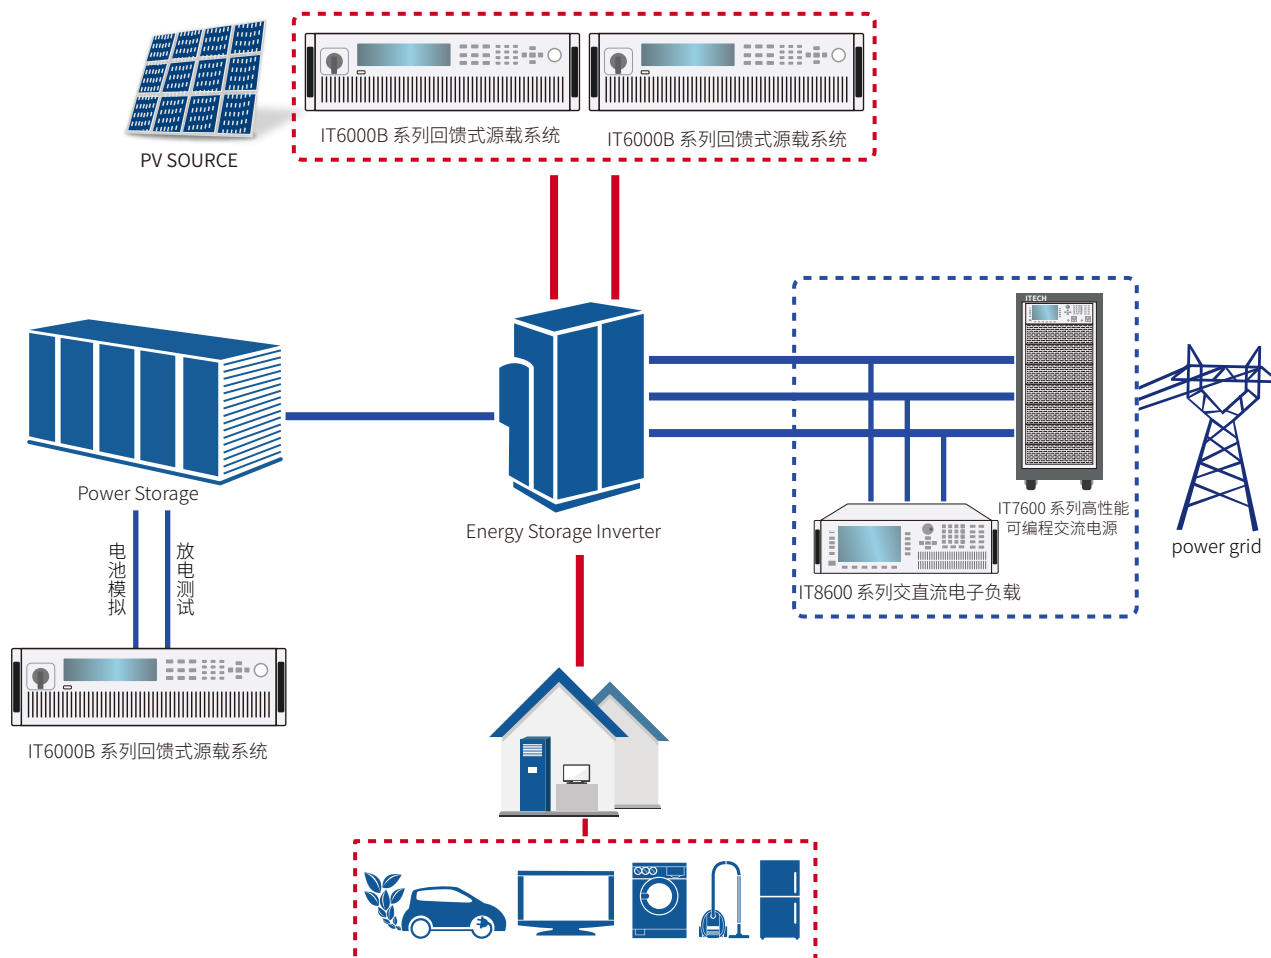 IT6000B 系列回馈式源载系统
IT6000B 系列回馈式源载系统
PV SOURCE
ITECH
Power Storage
Energy Storage Inverter
IT7600 系列高性能
可编程交流电源
power grid
IT8600 系列交直流电子负载
电池模拟
放电测试
IT6000B 系列回馈式源载系统